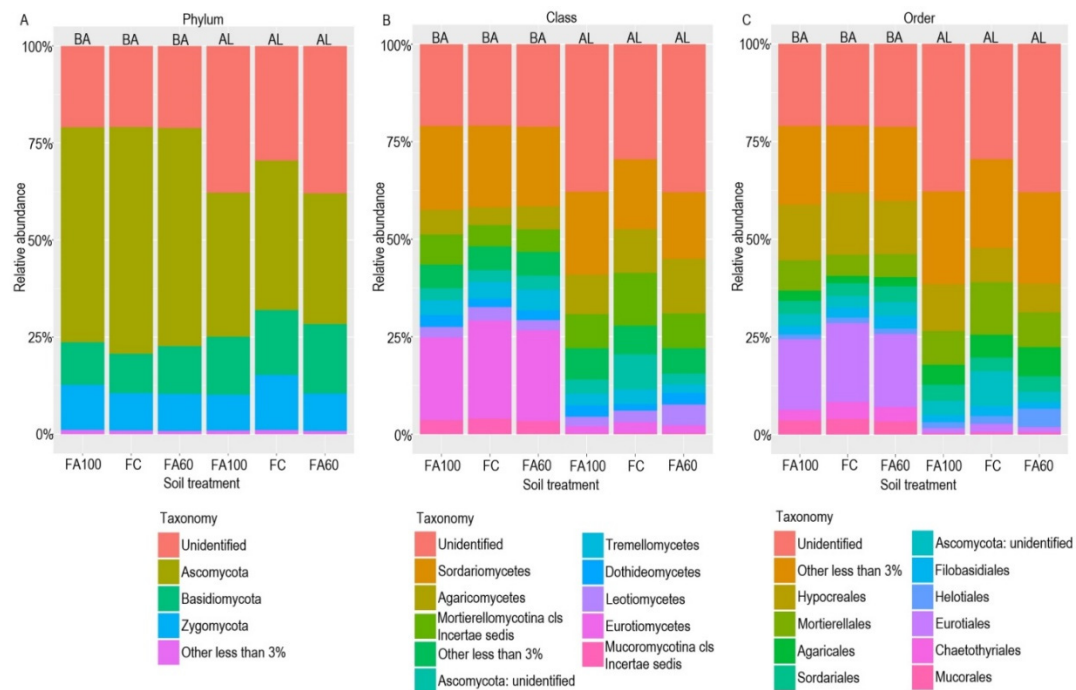 A
Phylum
BA BA BA AL AL AL
100%
75%
50%
25%
0%
Relative abundance
FA100 FC FA60 FA100 FC FA60
Soil treatment
Taxonomy
Unidentified
Ascomycota
Basidiomycota
Zygomycota
Other less than 3%
B
Class
BA BA BA AL AL AL
100%
75%
50%
25%
0%
Relative abundance
FA100 FC FA60 FA100 FC FA60
Soil treatment
Taxonomy
Unidentified
Sordariomycetes
Agaricomycetes
Mortierellomycotina cls
Incertae sedis
Other less than 3%
Ascomycota: unidentified
Tremellomycetes
Dothideomycetes
Leotiomycetes
Eurotiomycetes
Mucoromycotina cls
Incertae sedis
C
Order
BA BA BA AL AL AL
100%
75%
50%
25%
0%
Relative abundance
FA100 FC FA60 FA100 FC FA60
Soil treatment
Taxonomy
Unidentified
Other less than 3%
Hypocreales
Mortierellales
Agaricales
Sordariales
Ascomycota: unidentified
Filobasidiales
Helotiales
Eurotiales
Chaetothyriales
Mucorales